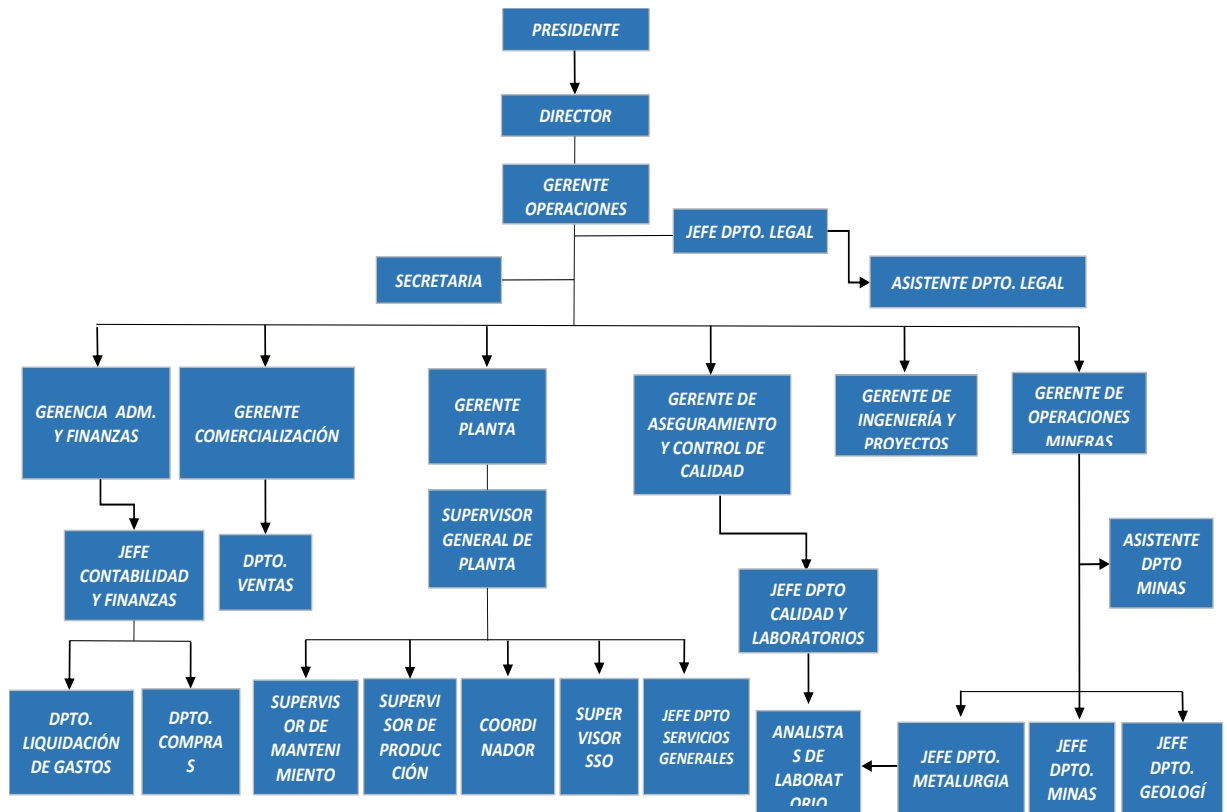 PRESIDENTE
DIRECTOR
GERENTE
OPERACIONES
JEFE DPTO. LEGAL
SECRETARIA
ASISTENTE DPTO. LEGAL
GERENCIA ADM.
Y FINANZAS
GERENTE
COMERCIALIZACIÓN
GERENTE
PLANTA
GERENTE DE
ASEGURAMIENTO
Y CONTROL DE
CALIDAD
GERENTE DE
INGENIERÍA Y
PROYECTOS
GERENTE DE
OPERACIONES
MINERAS
JEFE
CONTABILIDAD
Y FINANZAS
DPTO.
VENTAS
SUPERVISOR
GENERAL DE
PLANTA
JEFE DPTO
CALIDAD Y
LABORATORIOS
ASISTENTE
DPTO
MINAS
DPTO.
LIQUIDACIÓN
DE GASTOS
DPTO.
COMPRA
S
SUPERVIS
OR DE
MANTENI
MIENTO
SUPERVI
SOR DE
PRODUC
CIÓN
COORDI
NADOR
SUPER
VISOR
SSO
JEFE DPTO
SERVICIOS
GENERALES
ANALISTA
S DE
LABORAT
ORIO
JEFE DPTO.
METALURGIA
JEFE
DPTO.
MINAS
JEFE
DPTO.
GEOLOGÍ